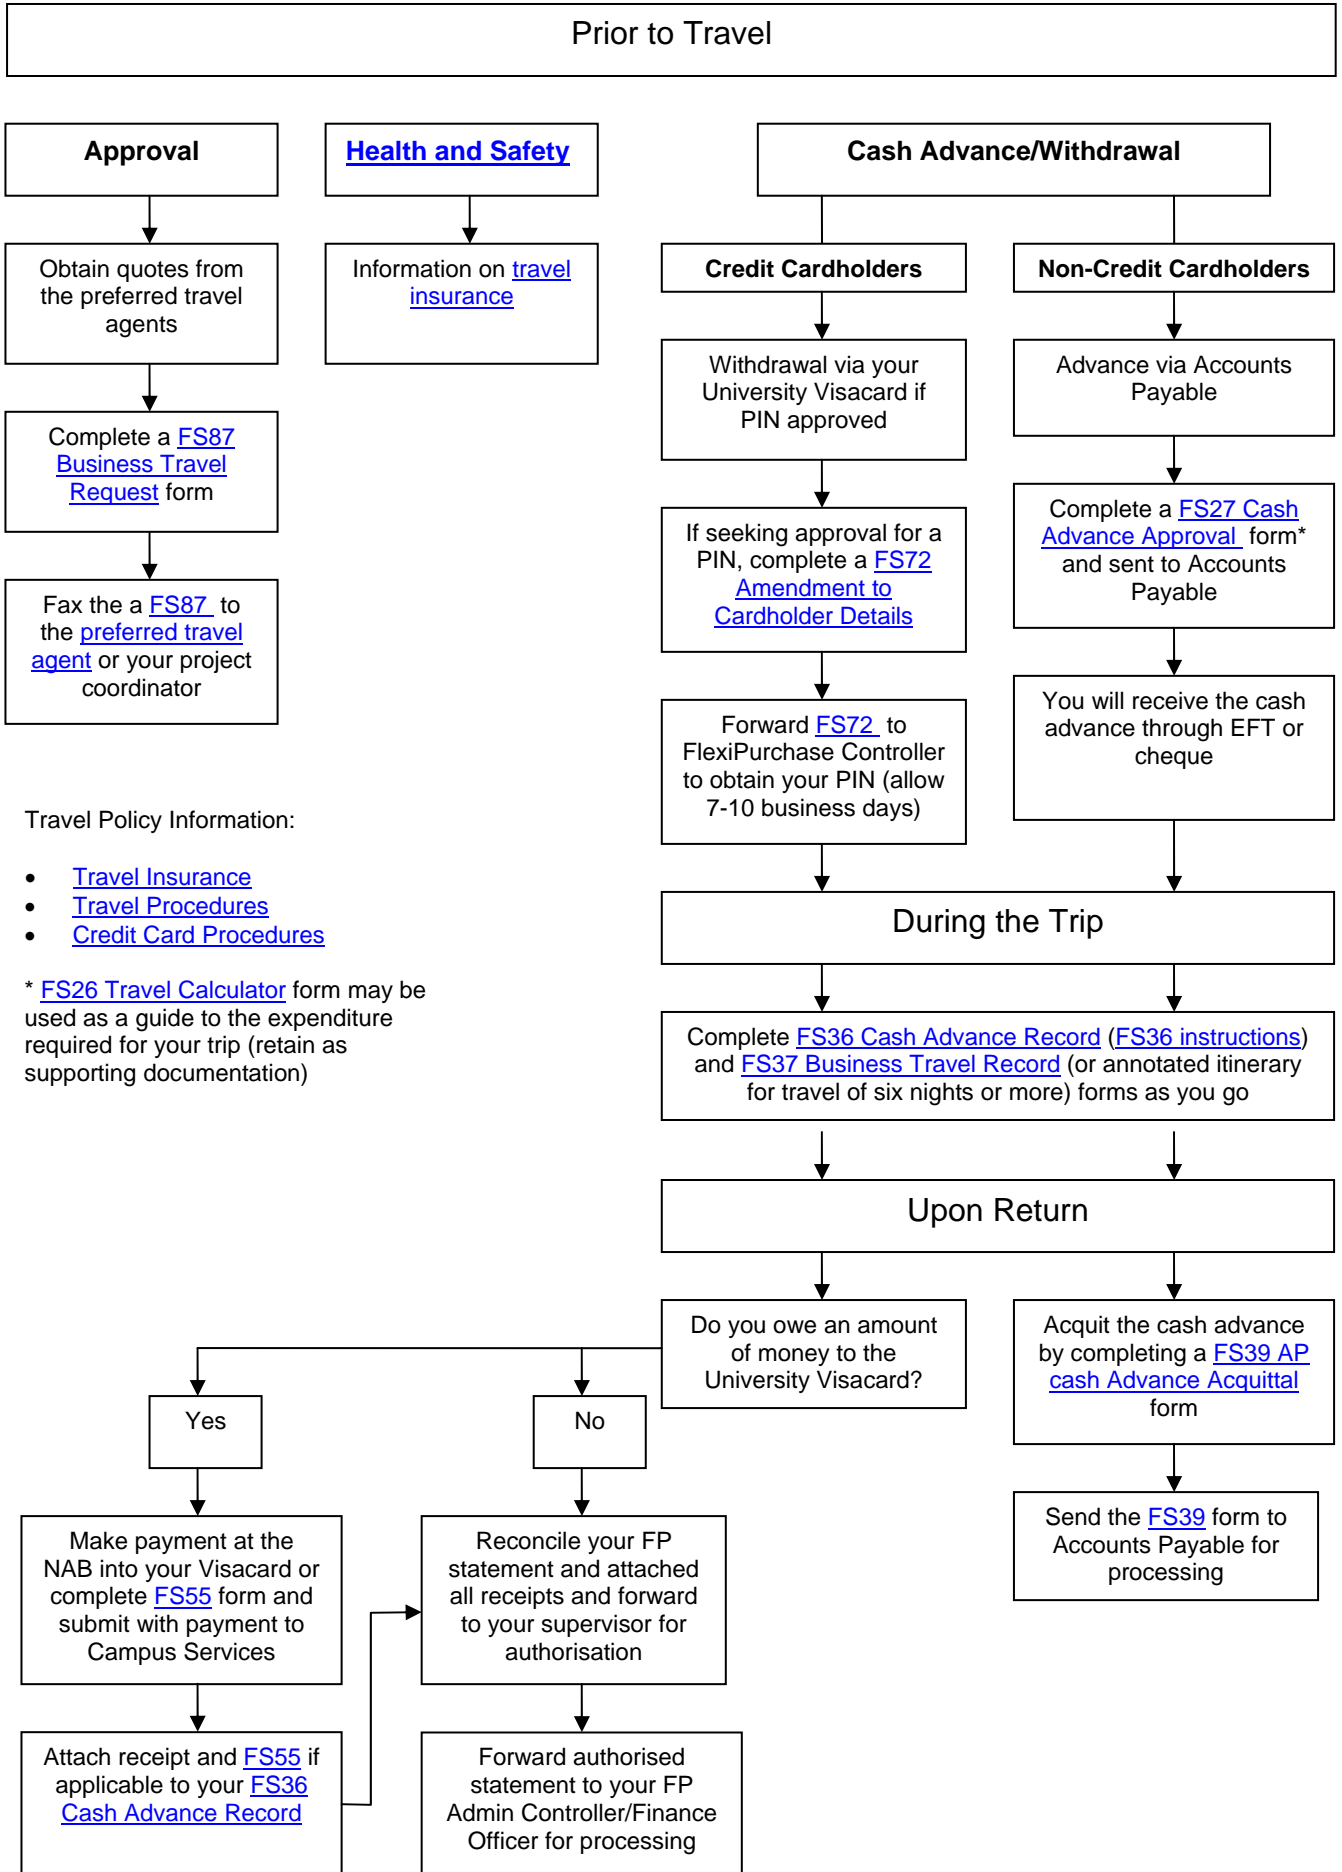 Prior to Travel
Approval
Obtain quotes from
the preferred travel
agents
Complete a FS87
Business Travel
Request form
Fax the a FS87 to
the preferred travel
agent or your project
coordinator
Health and Safety
Information on travel
insurance
Cash Advance/Withdrawal
Credit Cardholders
Withdrawal via your
University Visacard if
PIN approved
If seeking approval for a
PIN, complete a FS72
Amendment to
Cardholder Details
Forward FS72 to
FlexiPurchase Controller
to obtain your PIN (allow
7-10 business days)
Non-Credit Cardholders
Advance via Accounts
Payable
Complete a FS27 Cash
Advance Approval form*
and sent to Accounts
Payable
You will receive the cash
advance through EFT or
cheque
Travel Policy Information:
• Travel Insurance
• Travel Procedures
• Credit Card Procedures
* FS26 Travel Calculator form may be
used as a guide to the expenditure
required for your trip (retain as
supporting documentation)
During the Trip
Complete FS36 Cash Advance Record (FS36 instructions)
and FS37 Business Travel Record (or annotated itinerary
for travel of six nights or more) forms as you go
Upon Return
Do you owe an amount
of money to the
University Visacard?
Yes
Make payment at the
NAB into your Visacard or
complete FS55 form and
submit with payment to
Campus Services
Attach receipt and FS55 if
applicable to your FS36
Cash Advance Record
No
Reconcile your FP
statement and attached
all receipts and forward
to your supervisor for
authorisation
Forward authorised
statement to your FP
Admin Controller/Finance
Officer for processing
Acquit the cash advance
by completing a FS39 AP
cash Advance Acquittal
form
Send the FS39 form to
Accounts Payable for
processing